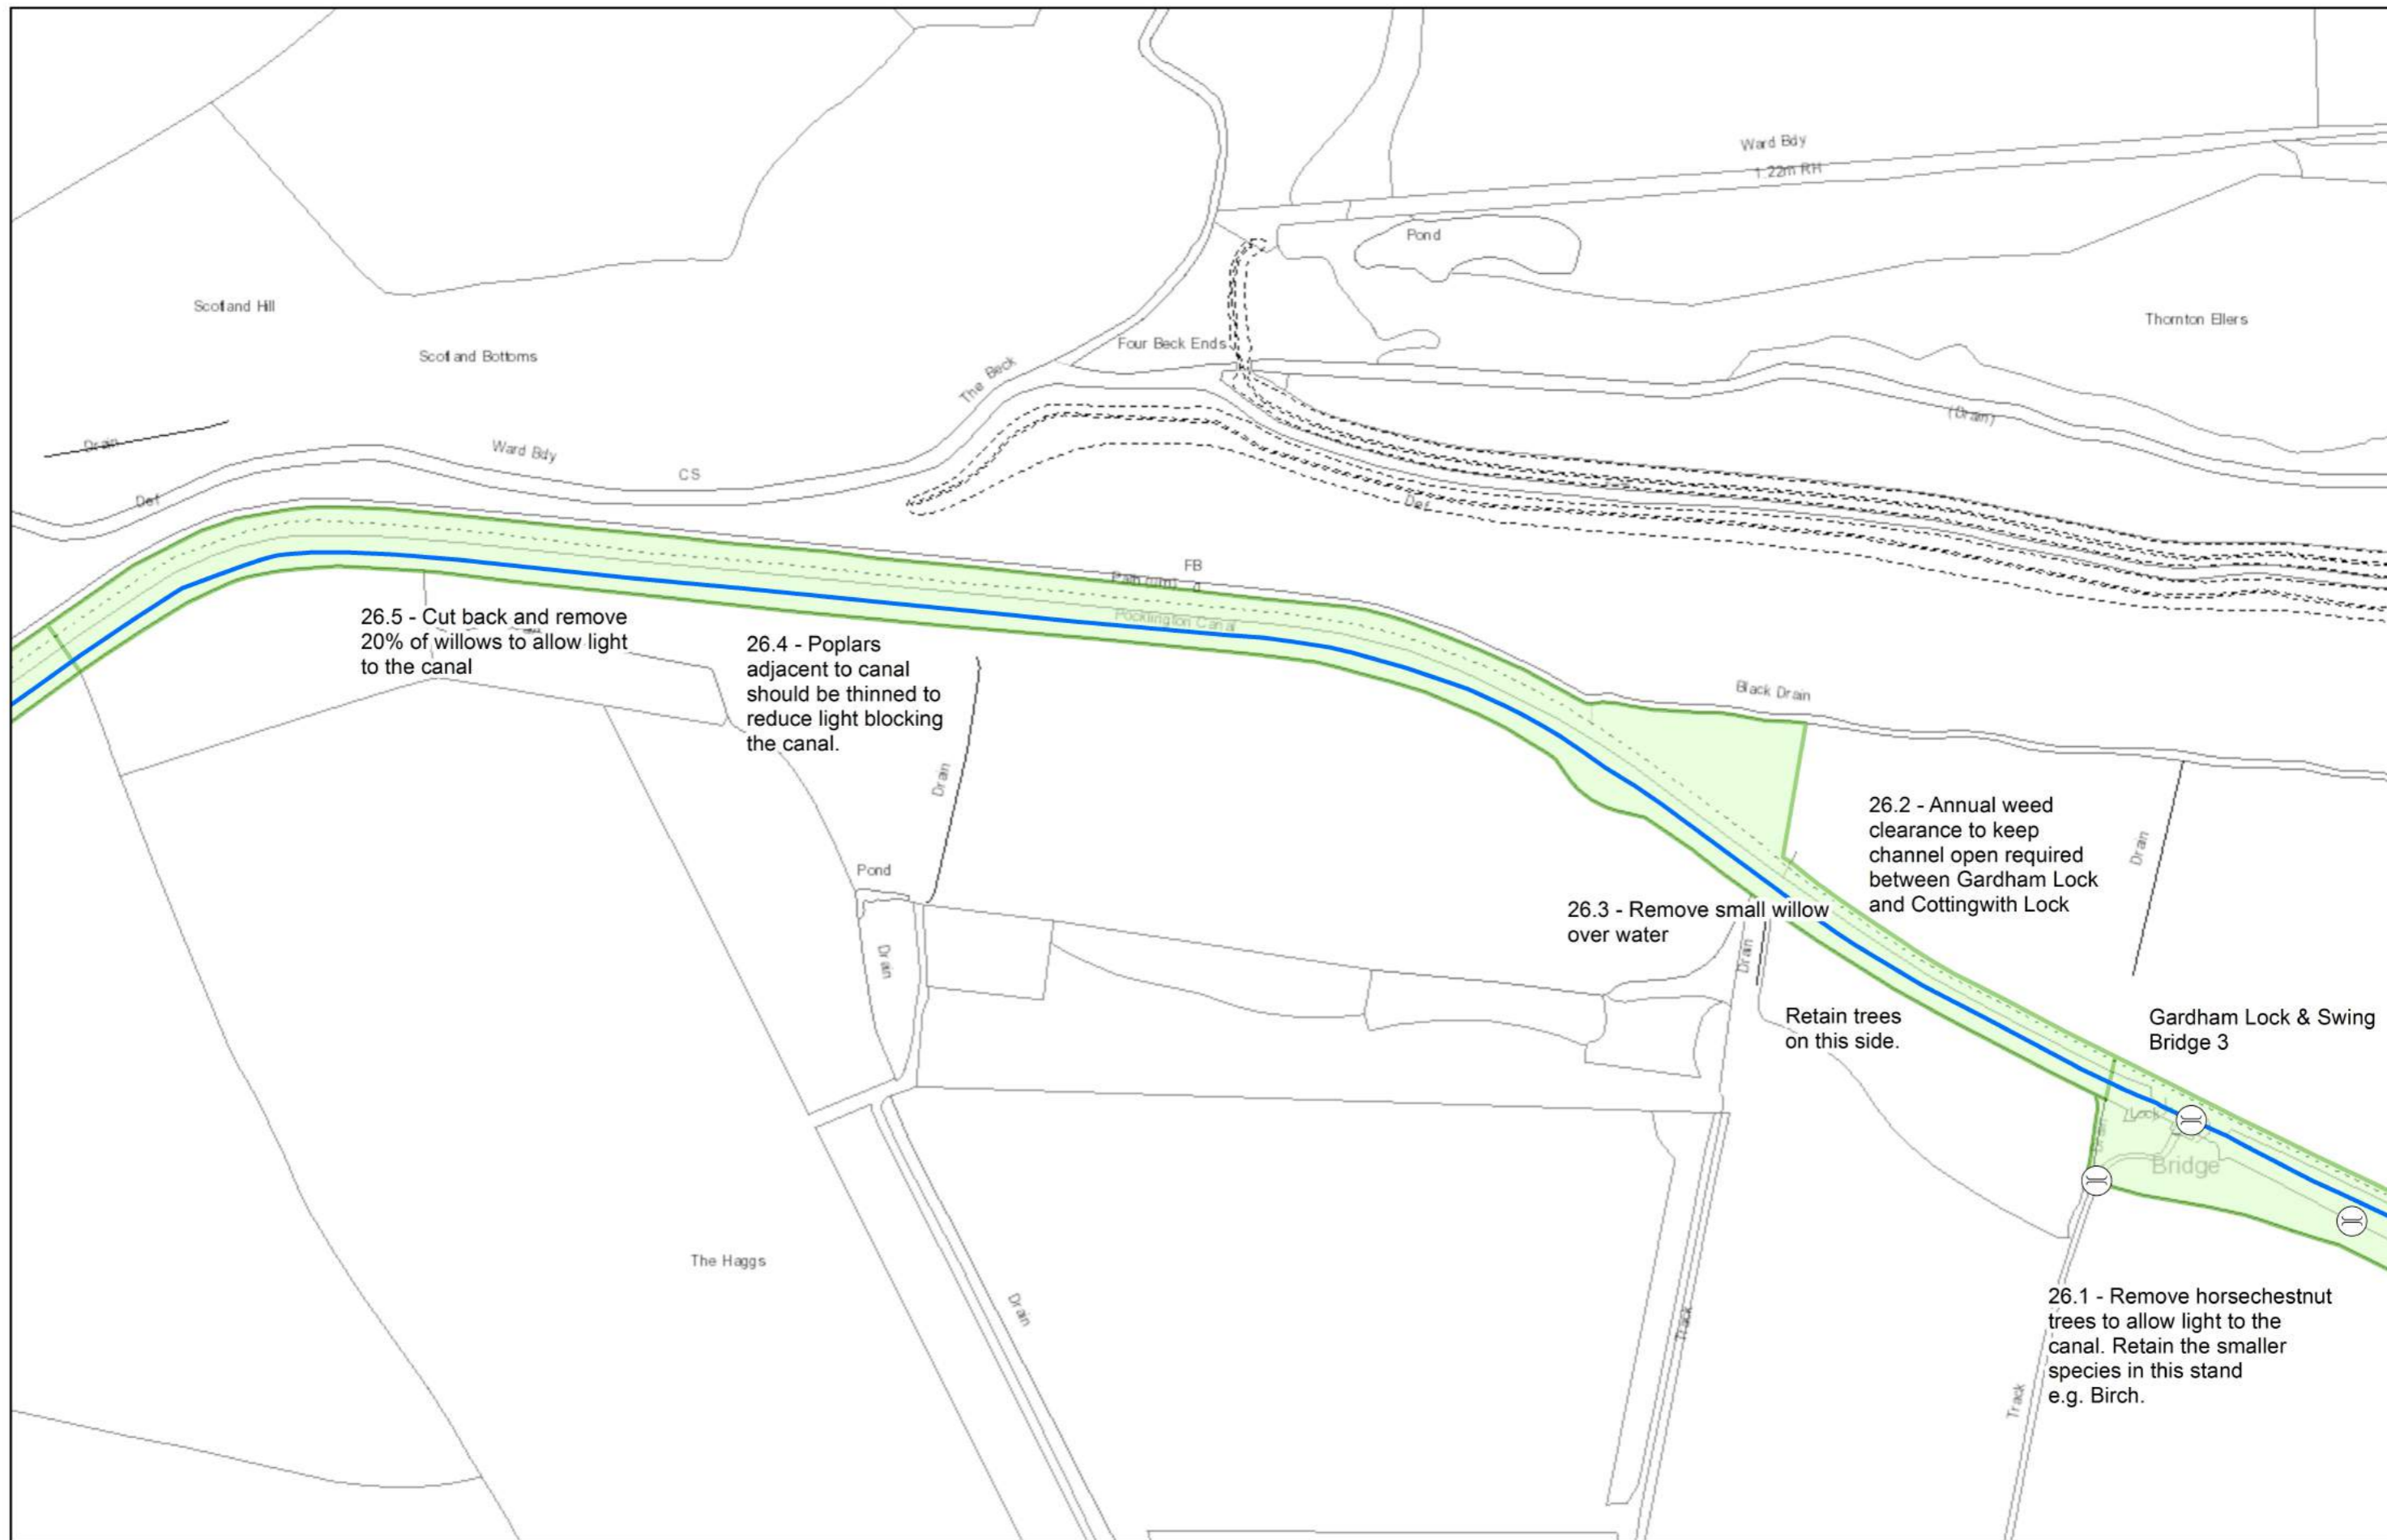 Ward Bdy
1.22m RH
Pond
Scotland Hill
Thornton Ellers
Four Beck Ends
Scotland Bottoms
The Beck
(Drain)
Drain
Ward Bdy
CS
Def
Def
FB
Path (um)
Pocklington Canal
26.5 - Cut back and remove
20% of willows to allow light
to the canal
26.4 - Poplars
adjacent to canal
should be thinned to
reduce light blocking
the canal.
Black Drain
Drain
26.2 - Annual weed
clearance to keep
channel open required
between Gardham Lock
and Cottingwith Lock
Drain
Pond
26.3 - Remove small willow
over water
Drain
Drain
Retain trees
on this side.
Gardham Lock & Swing
Bridge 3
Lock
Drain
Bridge
The Haggs
Drain
Track
26.1 - Remove horsechestnut
trees to allow light to the
canal. Retain the smaller
species in this stand
e.g. Birch.
Track